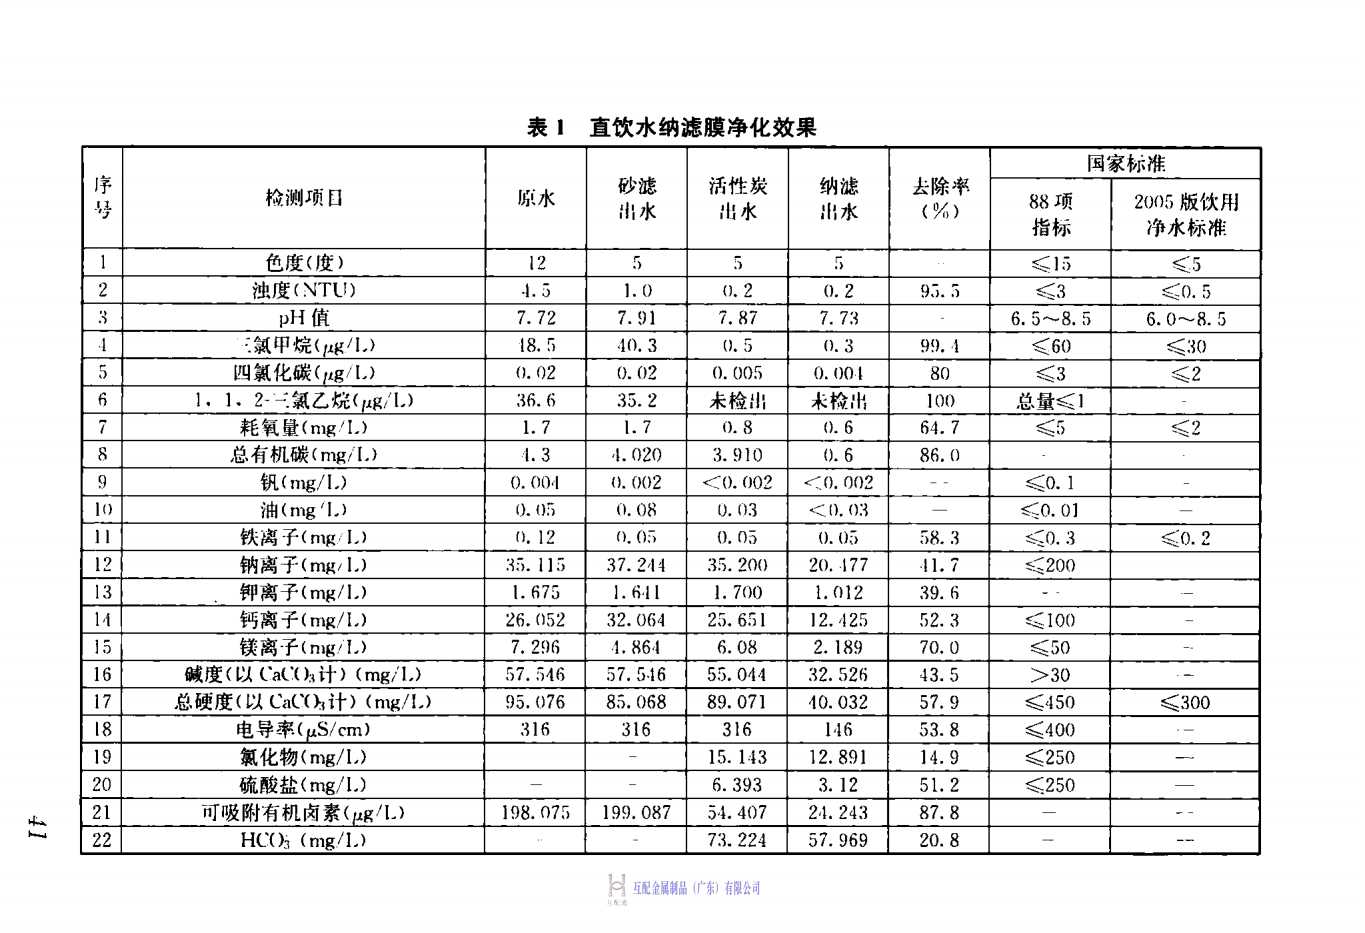 表 1 直饮水纳滤膜净化效果
序号 检测项目 原水 砂滤出水 活性炭出水 纳滤出水 去除率(%) 国家标准
88 项指标 2005 版饮用净水标准
1 色度(度) 12 5 5 5 - ≤15 ≤5
2 浊度(NTU) 4.5 1.0 0.2 0.2 95.5 ≤3 ≤0.5
3 pH 值 7.72 7.91 7.87 7.73 - 6.5~8.5 6.0~8.5
4 三氯甲烷(μg/L) 48.5 40.3 0.5 0.3 99.4 ≤60 ≤30
5 四氯化碳(μg/L) 0.02 0.02 0.005 0.004 80 ≤3 ≤2
6 1,1,2-三氯乙烷(μg/L) 36.6 35.2 未检出 未检出 100 总量≤1 -
7 耗氧量(mg/L) 1.7 1.7 0.8 0.6 64.7 ≤5 ≤2
8 总有机碳(mg/L) 4.3 4.020 3.910 0.6 86.0 - -
9 钒(mg/L) 0.004 0.002 <0.002 <0.002 - ≤0.1 -
10 油(mg/L) 0.05 0.08 0.03 <0.03 — ≤0.01 —
11 铁离子(mg/L) 0.12 0.05 0.05 0.05 58.3 ≤0.3 ≤0.2
12 钠离子(mg/L) 35.115 37.244 35.200 20.477 41.7 ≤200
13 钾离子(mg/L) 1.675 1.641 1.700 1.012 39.6 - —
14 钙离子(mg/L) 26.052 32.064 25.651 12.425 52.3 ≤100 -
15 镁离子(mg/L) 7.296 4.864 6.08 2.189 70.0 ≤50 -
16 碱度(以 CaCO₃计)(mg/L) 57.546 57.546 55.044 32.526 43.5 >30 -
17 总硬度(以 CaCO₃计)(mg/L) 95.076 85.068 89.071 40.032 57.9 ≤450 ≤300
18 电导率(μS/cm) 316 316 316 146 53.8 ≤400 —
19 氯化物(mg/L) - 15.143 12.891 14.9 ≤250 —
20 硫酸盐(mg/L) — - 6.393 3.12 51.2 ≤250 —
21 可吸附有机卤素(μg/L) 198.075 199.087 54.407 24.243 87.8 — -
22 HCO₃⁻(mg/L) - - 73.224 57.969 20.8 — -
41
互配金属制品（广东）有限公司